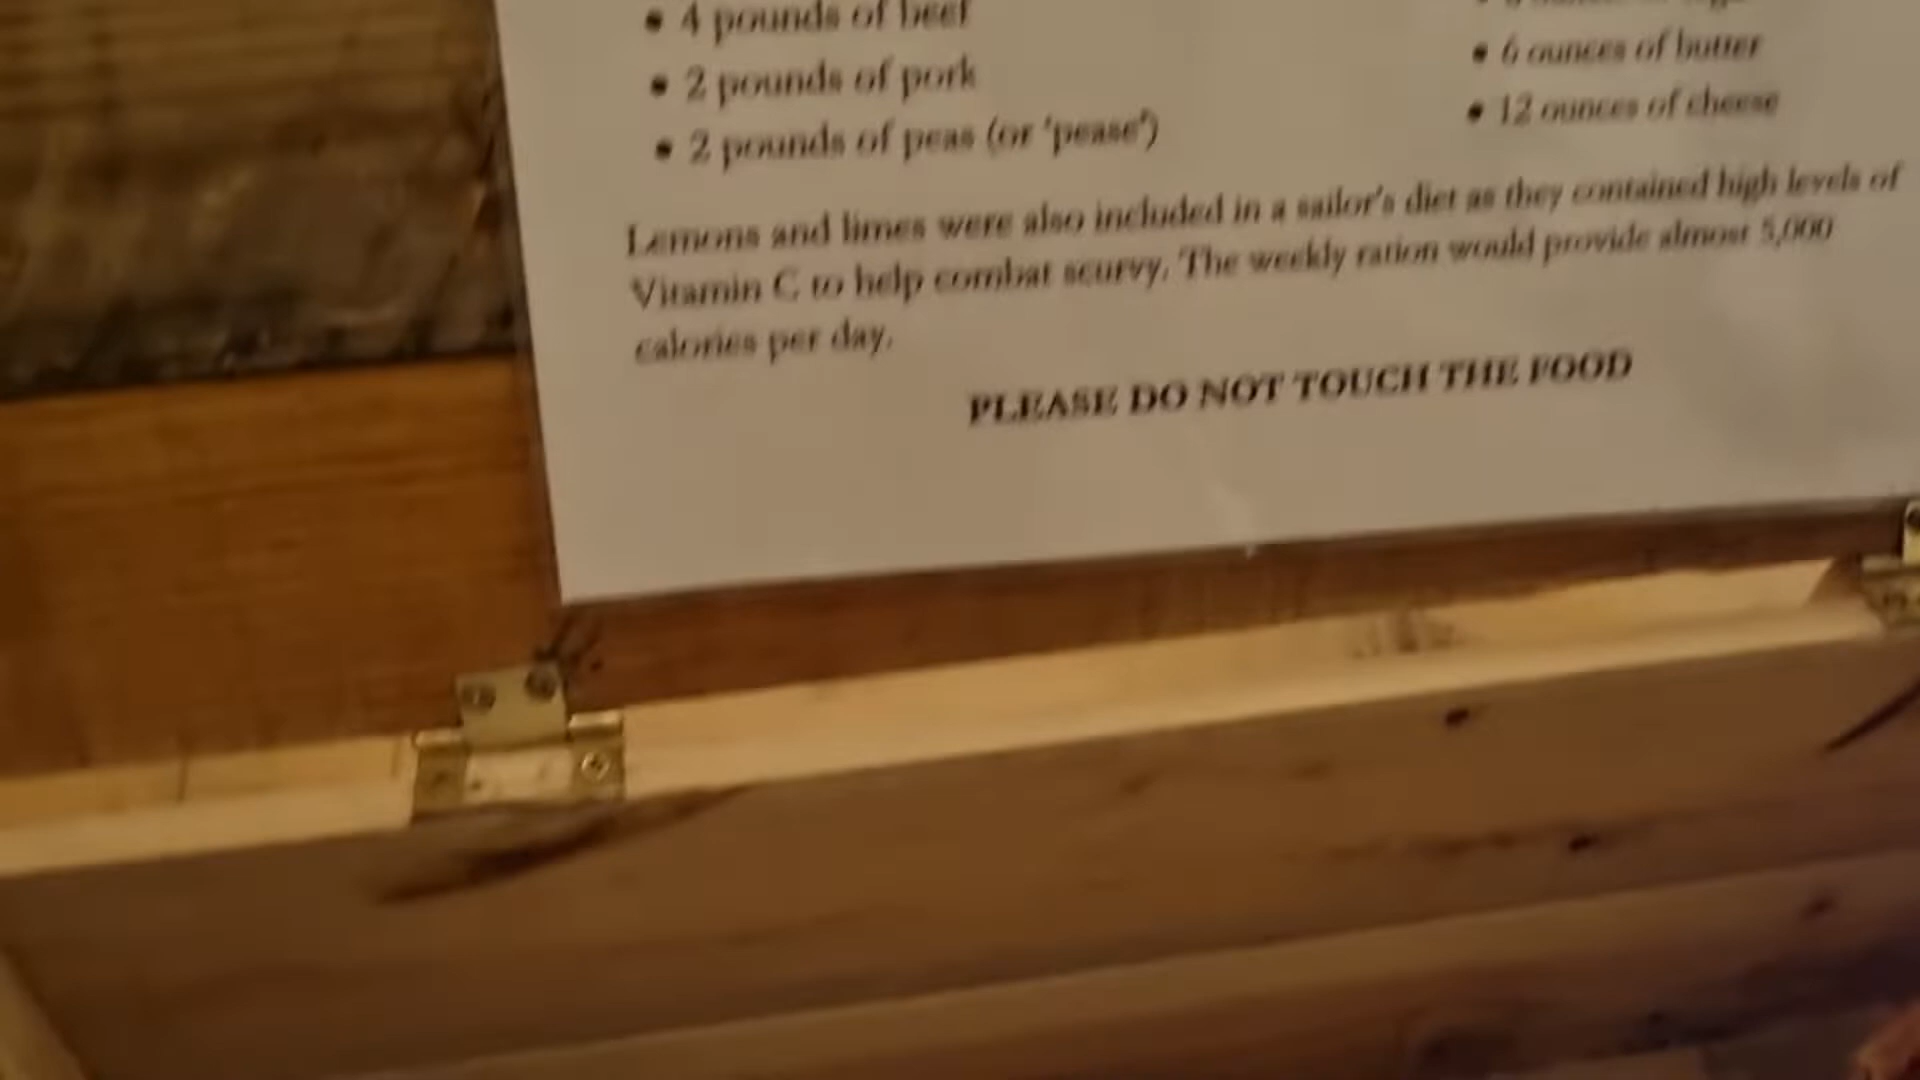 • 4 pounds of beef
• 2 pounds of pork
• 2 pounds of peas (or 'pease')
• 6 ounces of butter
• 12 ounces of cheese
Lemons and limes were also included in a sailor's diet as they contained high levels of
Vitamin C to help combat scurvy. The weekly ration would provide almost 5,000
calories per day.
PLEASE DO NOT TOUCH THE FOOD